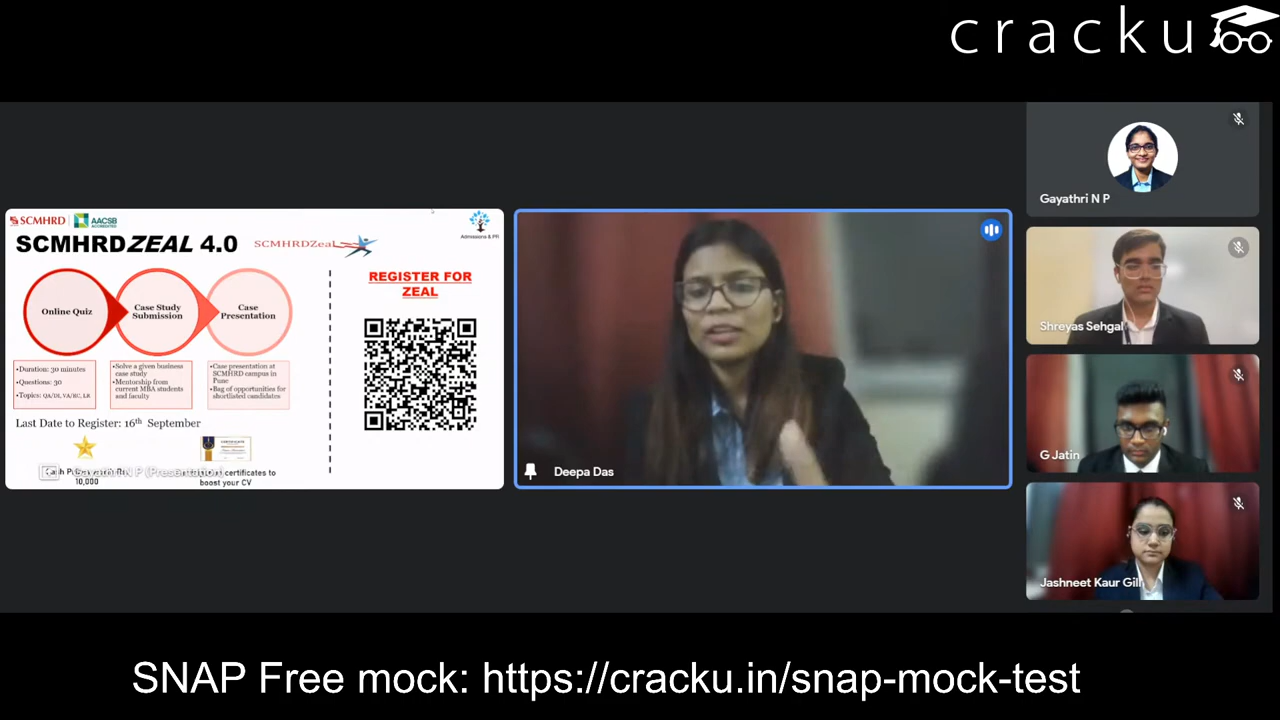 cracku
SCMHRD
AACSB
ACCREDITED
Admissions & PR
SCMHRDZEAL 4.0
SCMHRDZeal
Online Quiz
Case Study
Submission
Case
Presentation
•Duration: 30 minutes
•Questions: 30
•Topics: QA/DI, VA/RC, LR
•Solve a given business
case study
•Mentorship from
current MBA students
and faculty
•Case presentation at
SCMHRD campus in
Pune
•Bag of opportunities for
shortlisted candidates
Last Date to Register: 16th September
10,000
certificates to
boost your CV
REGISTER FOR
ZEAL
Gayathri N P (Presentation)
Deepa Das
Gayathri N P
Shreyas Sehgal
G Jatin
Jashneet Kaur Gill
SNAP Free mock: https://cracku.in/snap-mock-test